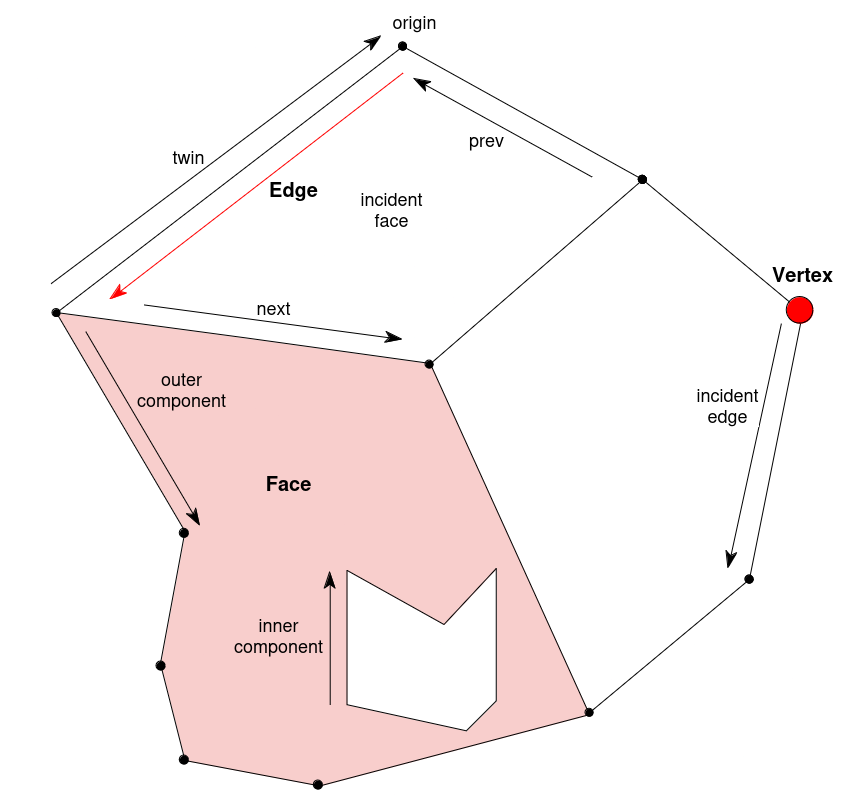 origin
twin
prev
Edge
incident
face
Vertex
next
outer
component
incident
edge
Face
inner
component